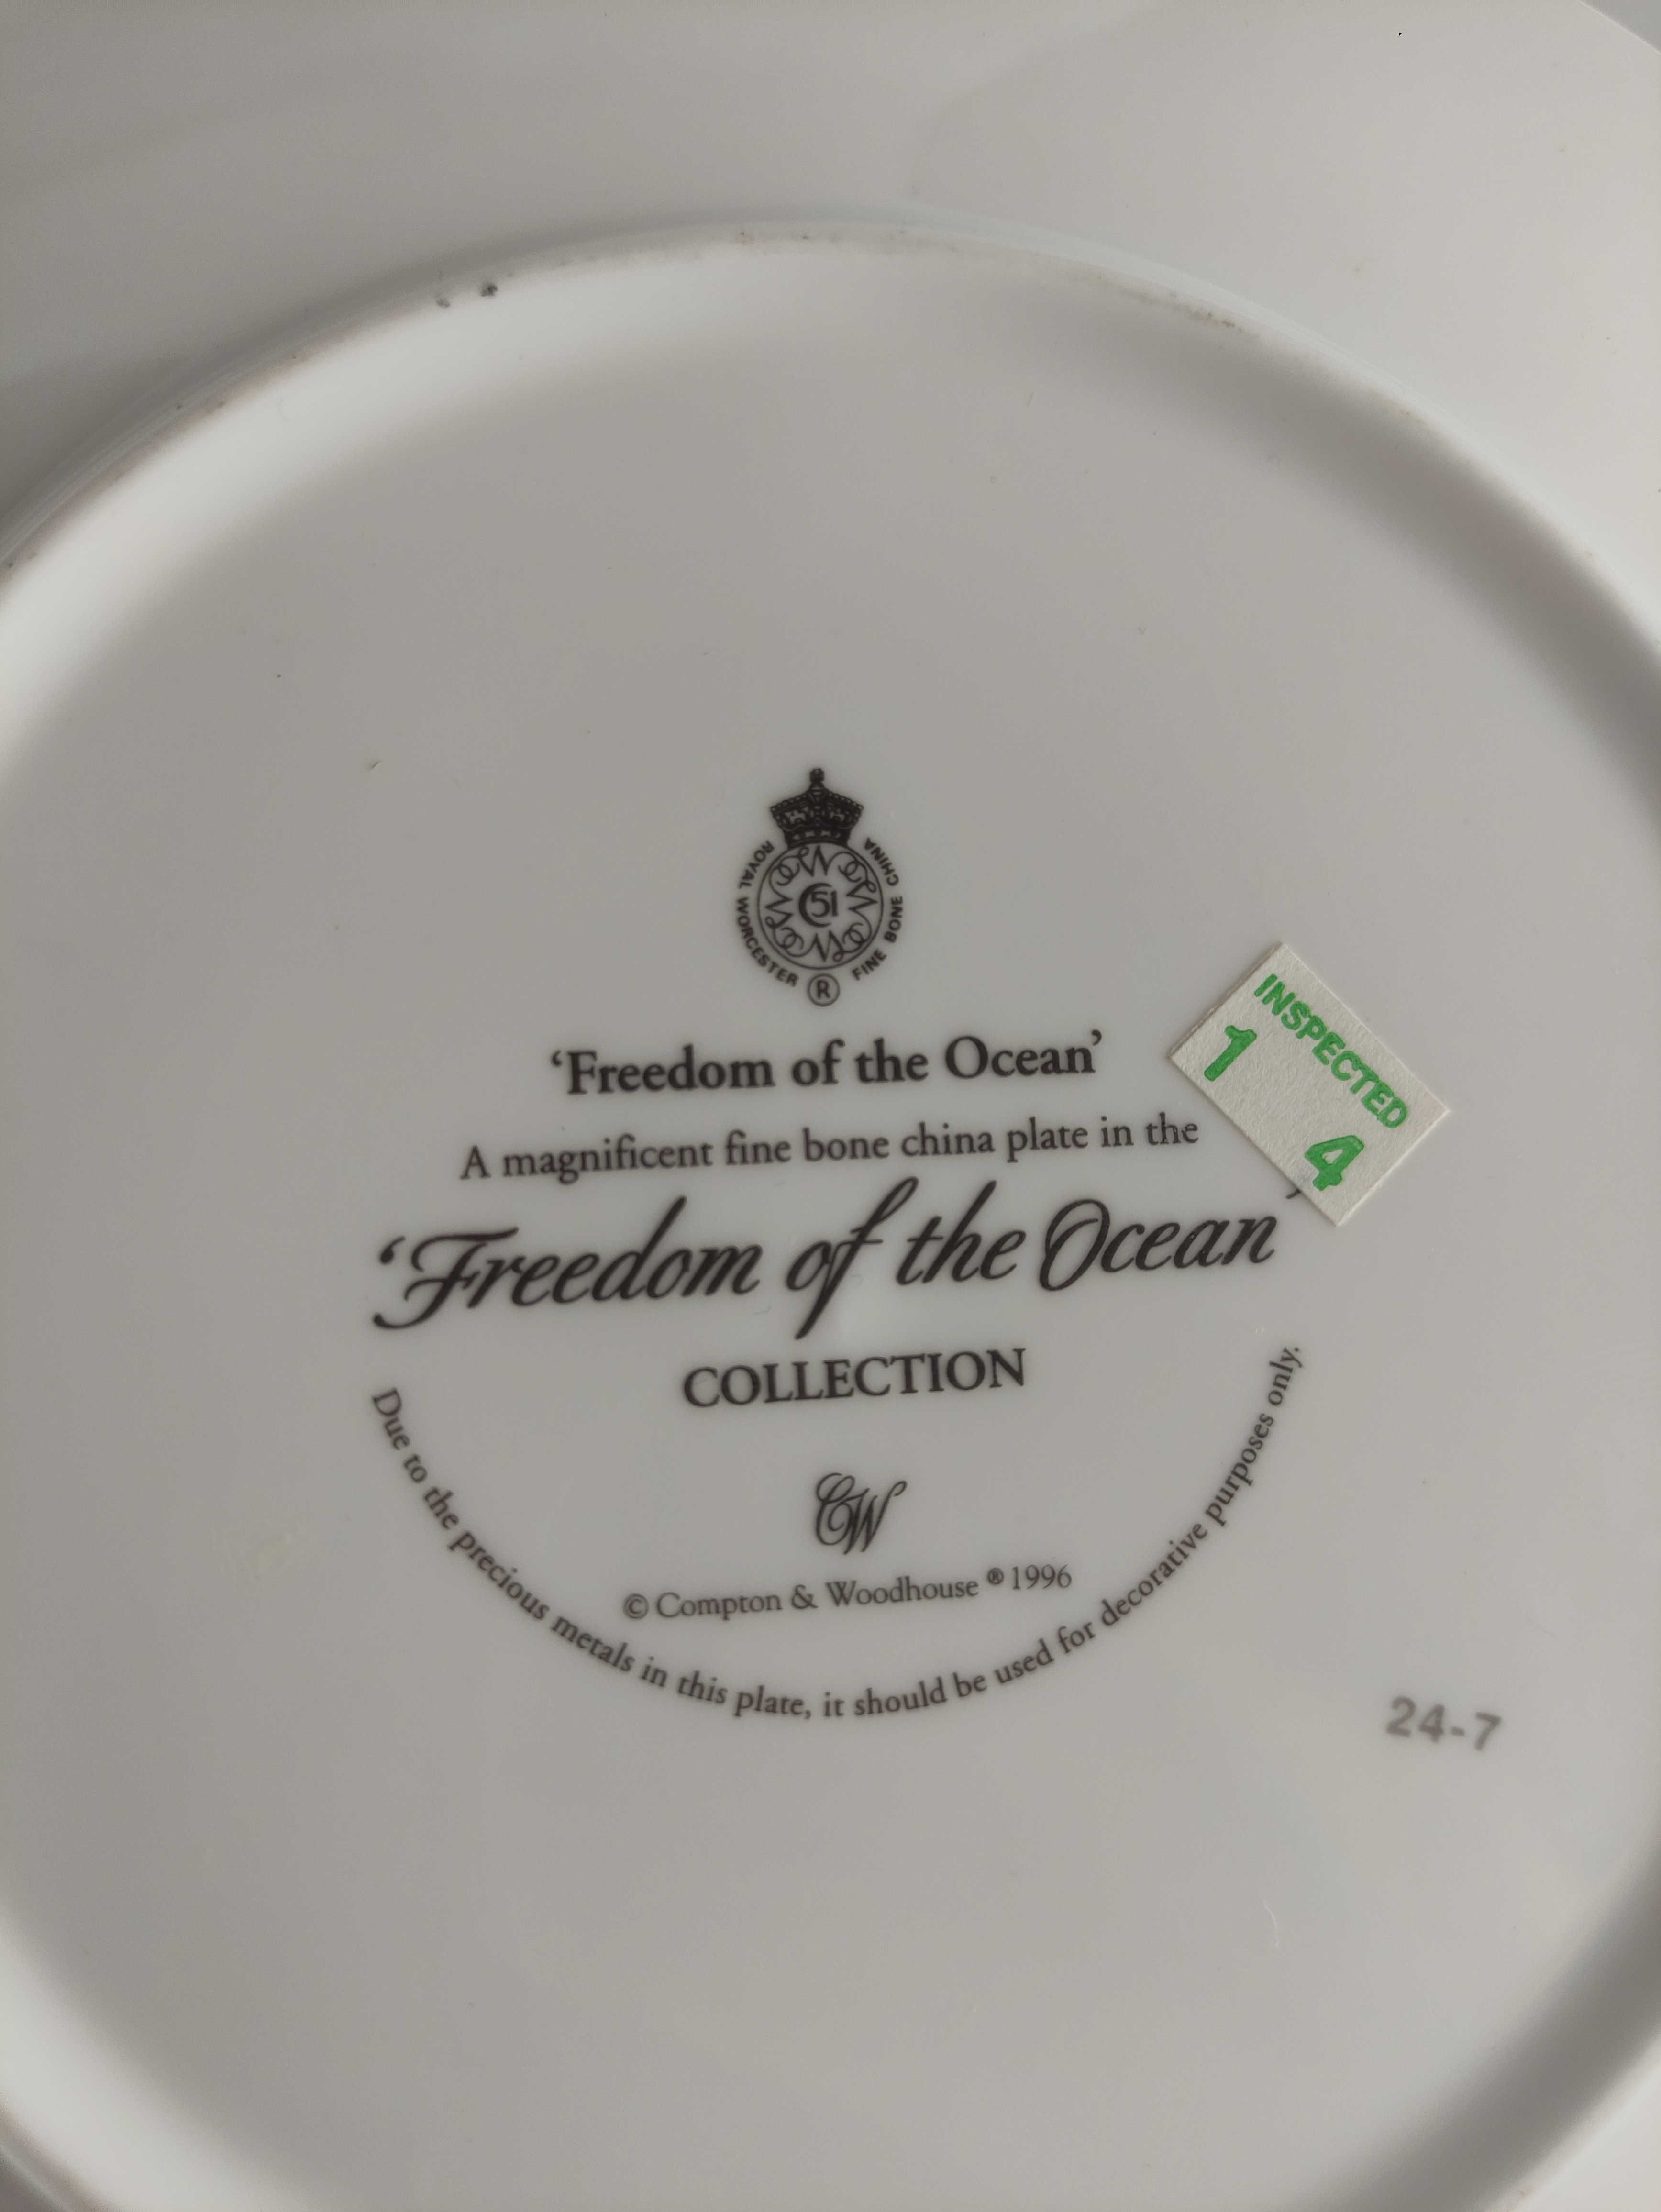 ROYAL WORCESTER FINE BONE CHINA
51
®
‘Freedom of the Ocean’
A magnificent fine bone china plate in the
‘Freedom of the Ocean’
COLLECTION
CW
© Compton & Woodhouse ® 1996
Due to the precious metals in this plate, it should be used for decorative purposes only.
INSPECTED
1
4
24-7